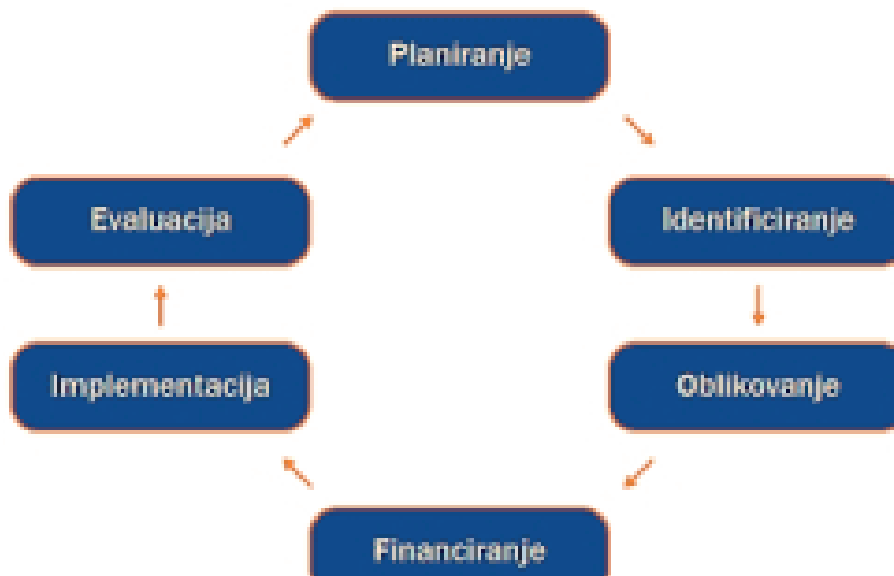 Planiranje
Evaluacija
Identificiranje
Implementacija
Oblikovanje
Financiranje